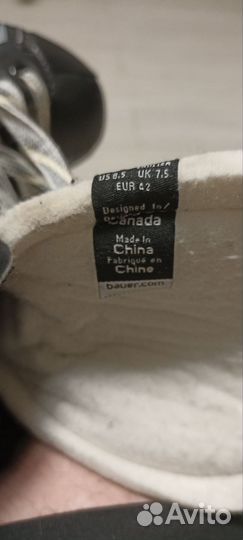 US 8.5 UK 7.5
EUR 42
Designed in/
Canada
Made in
China
Fabriqué en
Chine
bauer.com
Avito